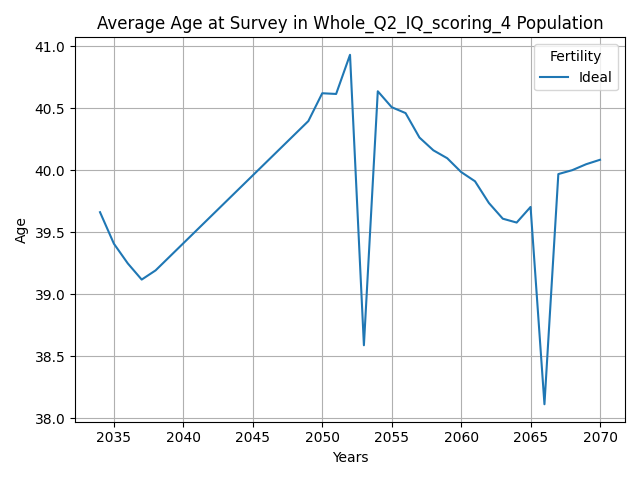 Average Age at Survey in Whole_Q2_IQ_scoring_4 Population
Fertility
Ideal
41.0
40.5
40.0
39.5
39.0
38.5
38.0
Age
2035 2040 2045 2050 2055 2060 2065 2070
Years